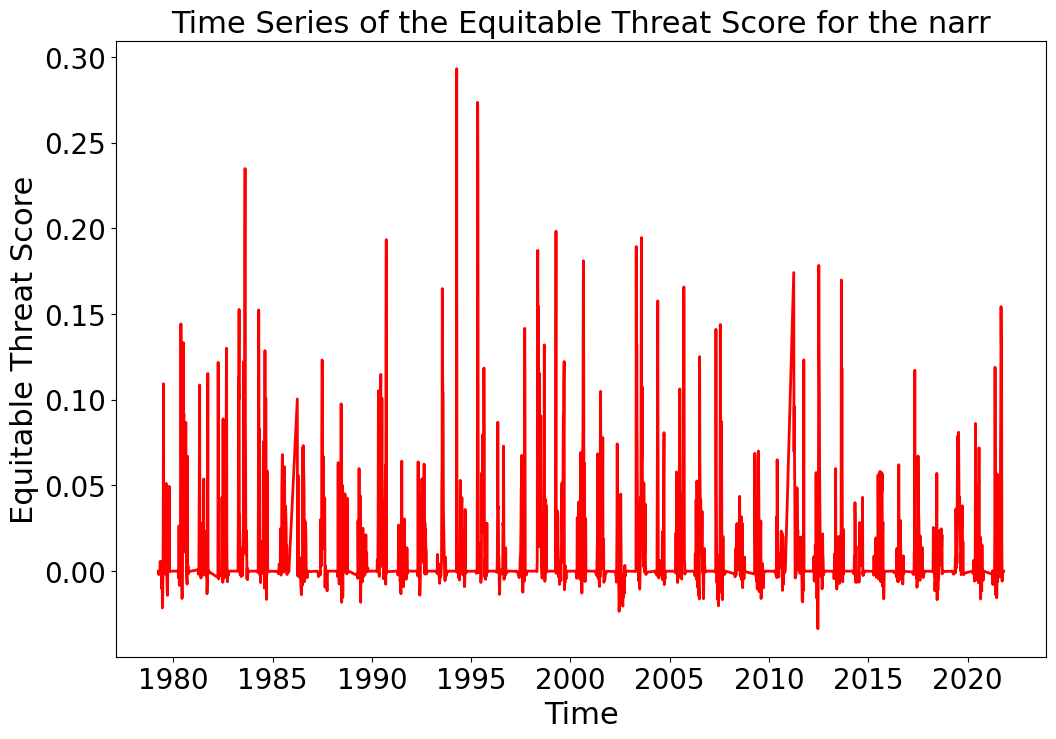 Time Series of the Equitable Threat Score for the narr
Equitable Threat Score
0.30
0.25
0.20
0.15
0.10
0.05
0.00
1980 1985 1990 1995 2000 2005 2010 2015 2020
Time